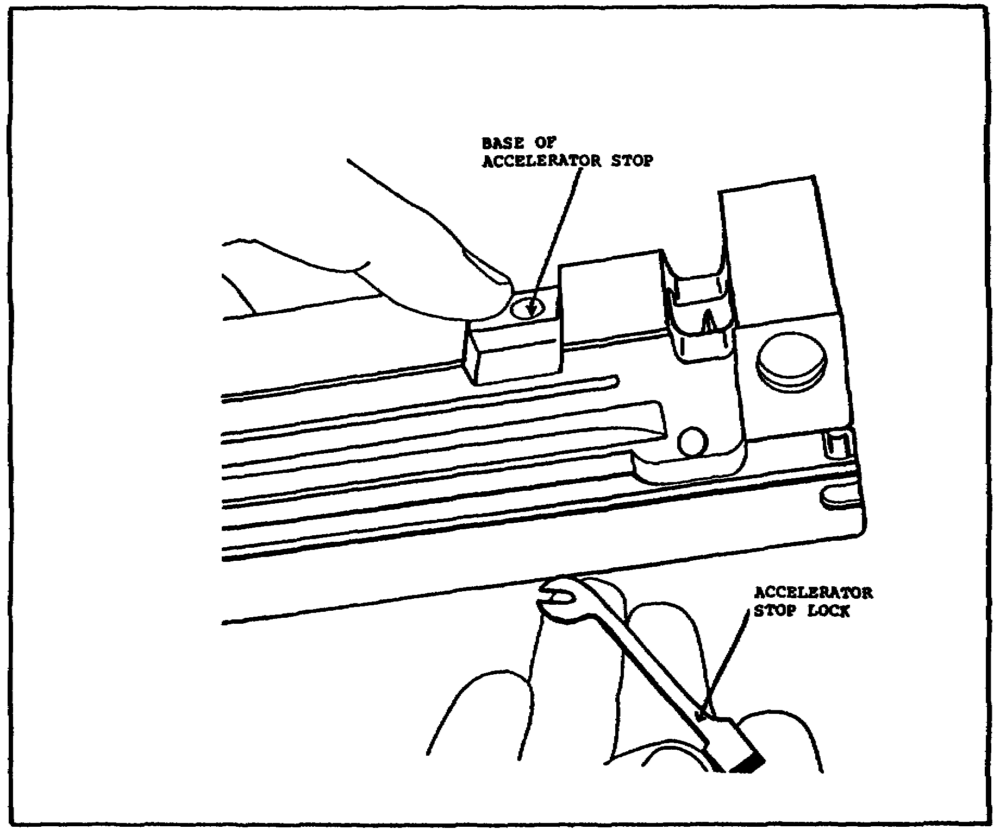 BASE OF
ACCELERATOR STOP
ACCELERATOR
STOP LOCK